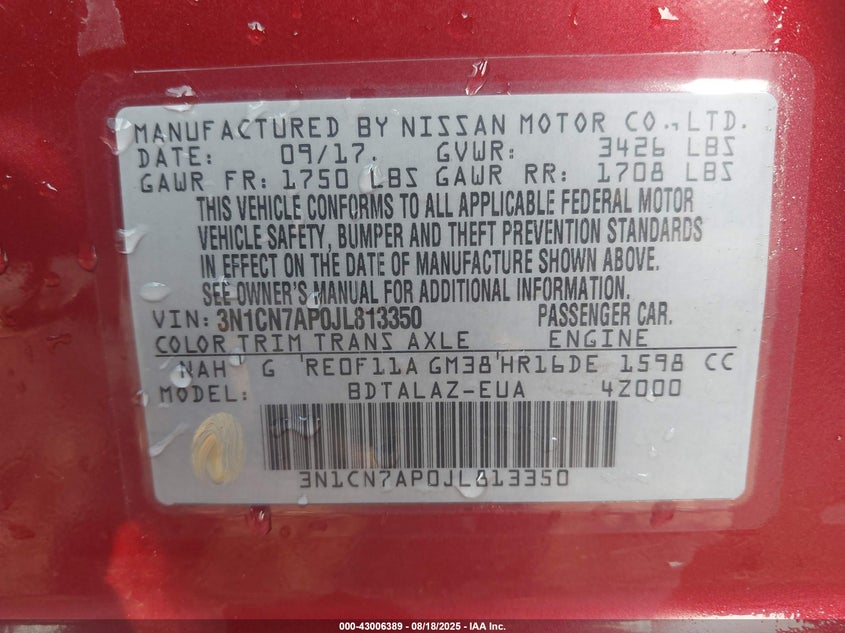 MANUFACTURED BY NISSAN MOTOR CO., LTD.
DATE: 09/17. GVWR: 3426 LBS
GAWR FR: 1750 LBS GAWR RR: 1708 LBS
THIS VEHICLE CONFORMS TO ALL APPLICABLE FEDERAL MOTOR
VEHICLE SAFETY, BUMPER AND THEFT PREVENTION STANDARDS
IN EFFECT ON THE DATE OF MANUFACTURE SHOWN ABOVE.
SEE OWNER'S MANUAL FOR ADDITIONAL INFORMATION.
VIN: 3N1CN7AP0JL813350 PASSENGER CAR.
COLOR TRIM TRANS AXLE ENGINE
NAH G RE0F11A GM38 HR16DE 1598 CC
MODEL: BDTALAZ-EUA 4Z000
3N1CN7AP0JL813350
000-43006389 - 08/18/2025 - IAA Inc.